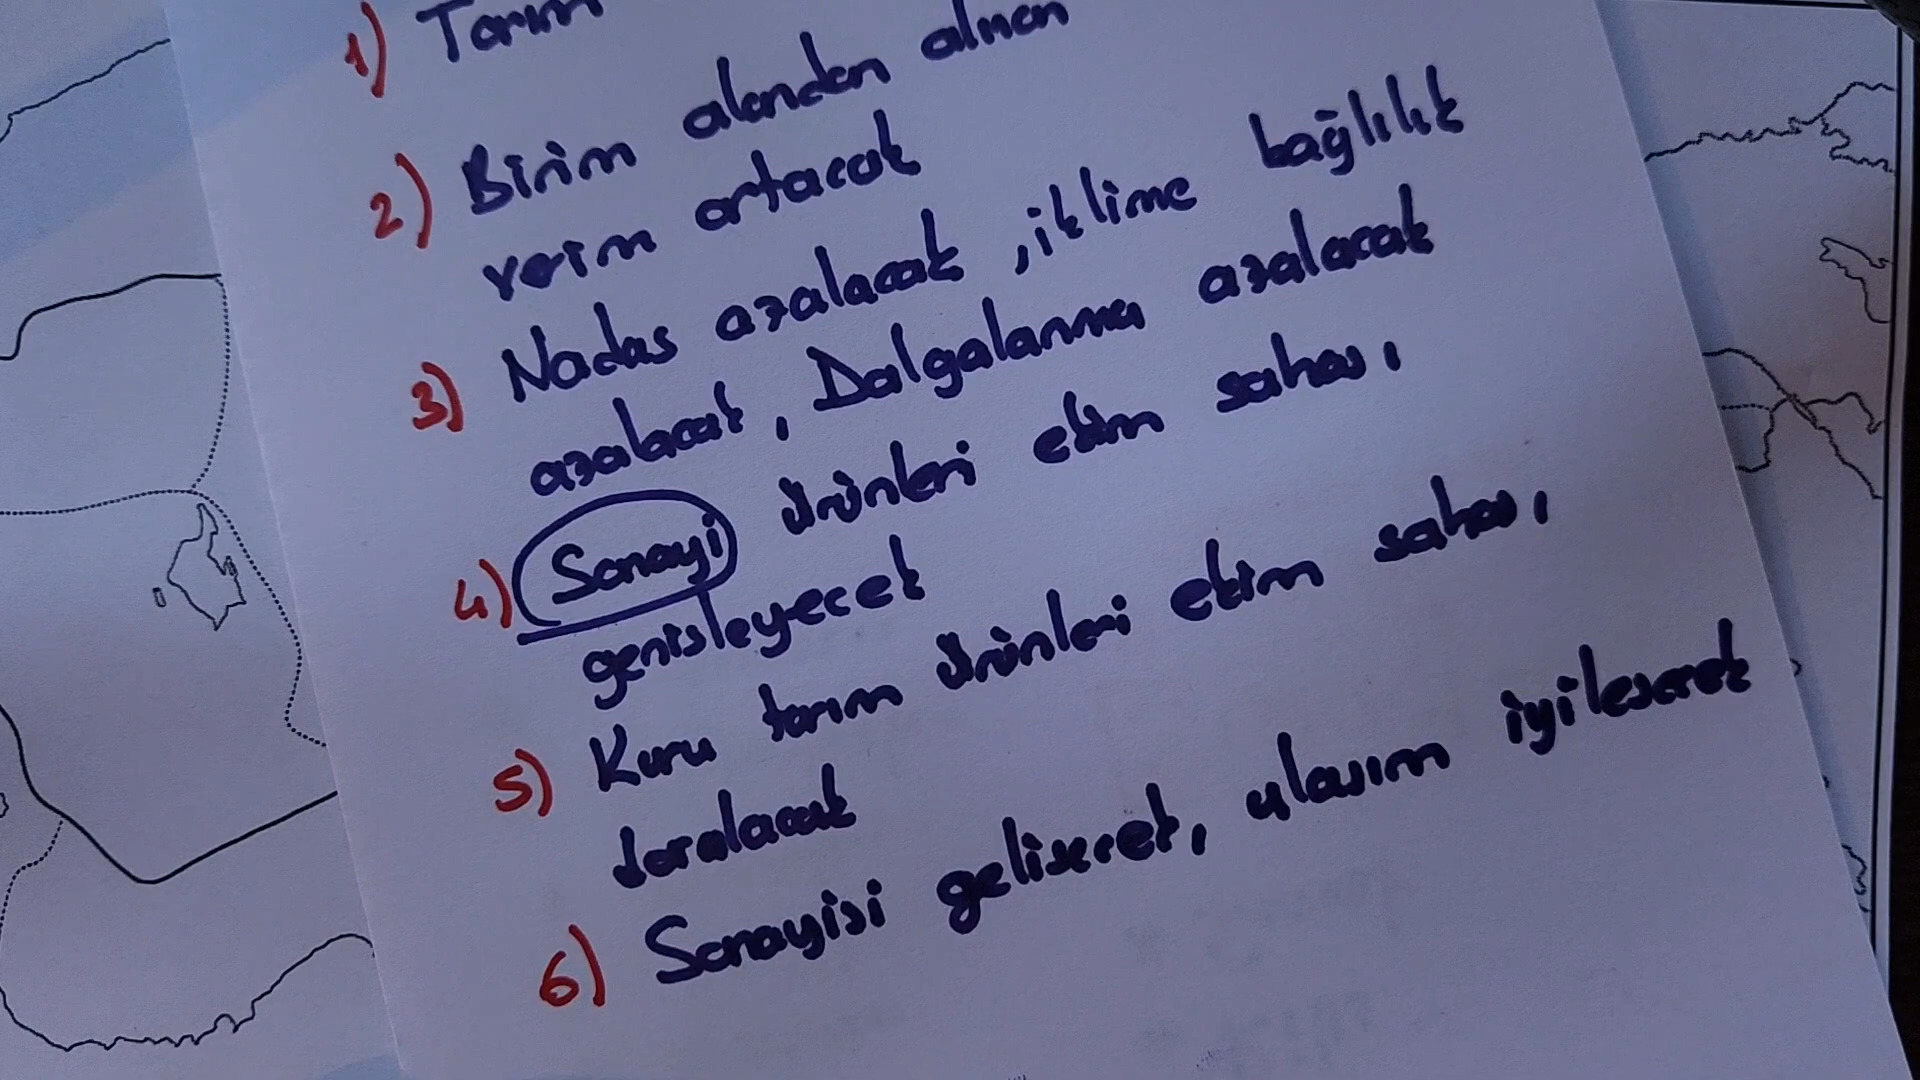 1) Tarım
2) Birim alandan alınan
verim artacak
3) Nadas azalacak, iklime bağlılık
azalacak, Dalgalanma azalacak
4) Sanayi ürünleri ekim sahası
genişleyecek
5) Kuru tarım ürünleri ekim sahası
daralacak
6) Sanayisi gelişecek, ulaşım iyileşecek